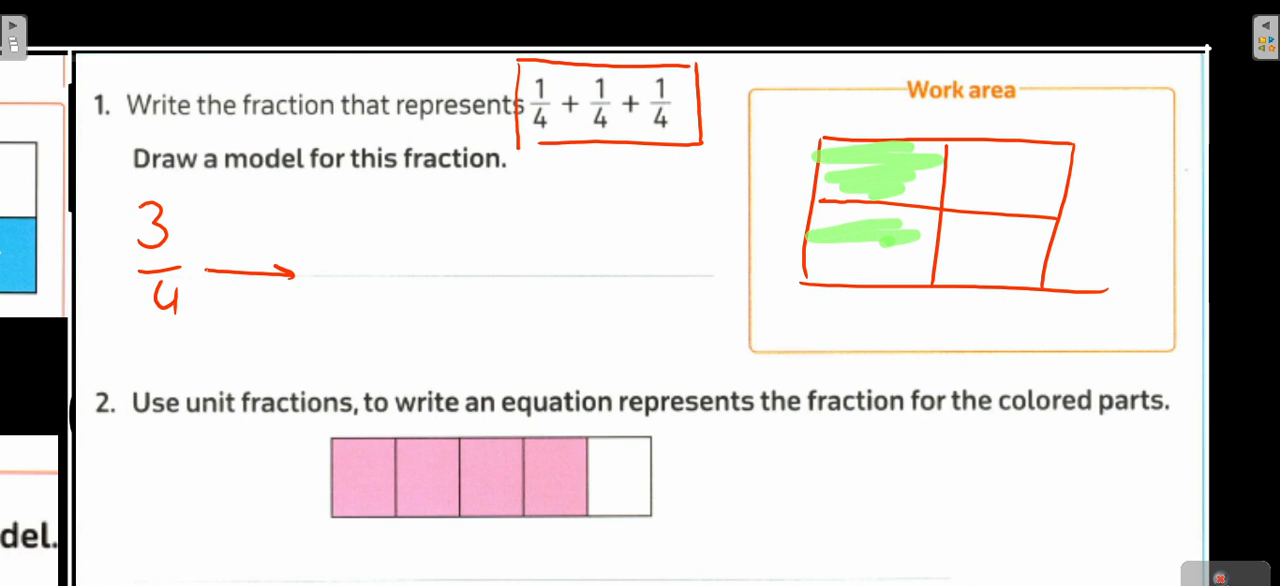 Work area
1. Write the fraction that represents 1/4 + 1/4 + 1/4
Draw a model for this fraction.
3/4 →
2. Use unit fractions, to write an equation represents the fraction for the colored parts.
del.